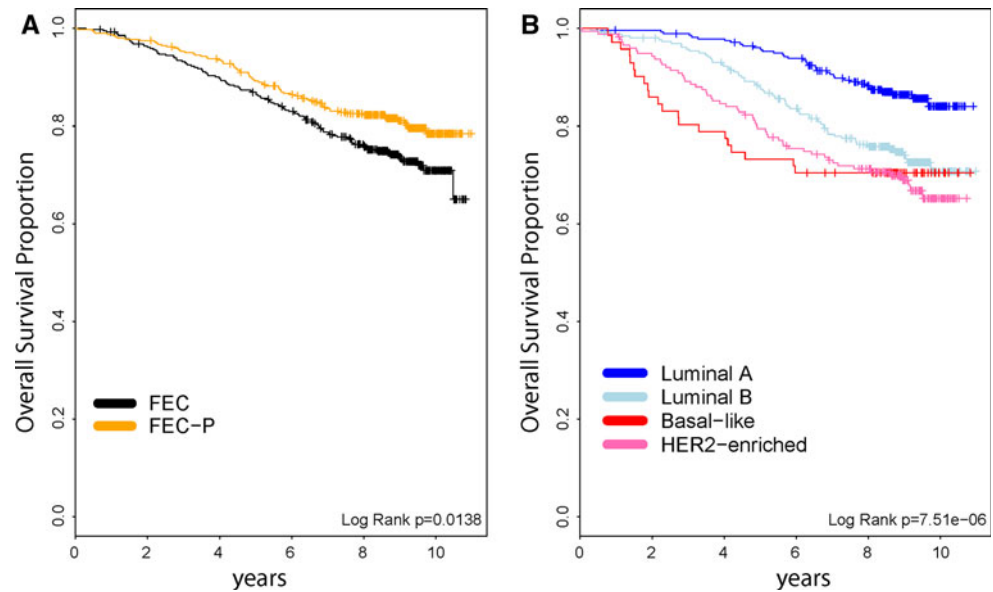 A
Overall Survival Proportion
1.0
0.8
0.6
0.4
0.2
0.0
FEC
FEC-P
Log Rank p=0.0138
0 2 4 6 8 10
years
B
Overall Survival Proportion
1.0
0.8
0.6
0.4
0.2
0.0
Luminal A
Luminal B
Basal-like
HER2-enriched
Log Rank p=7.51e-06
0 2 4 6 8 10
years